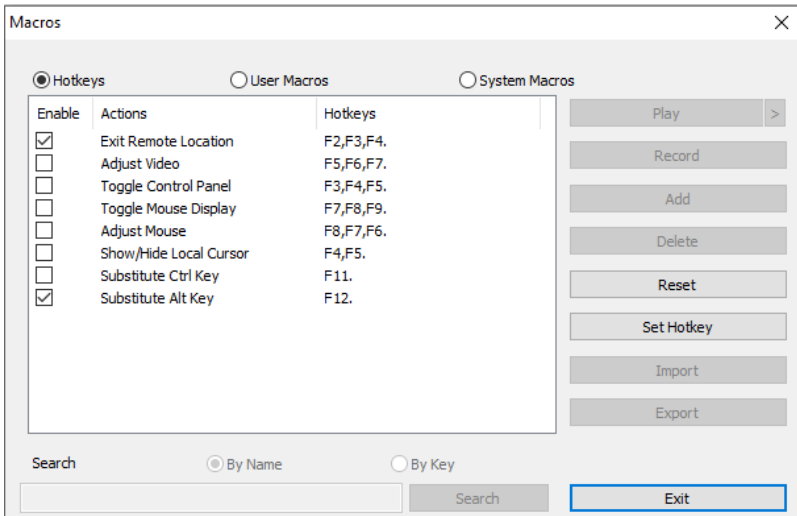 Macros
Hotkeys User Macros System Macros
Enable Actions Hotkeys
Exit Remote Location F2,F3,F4.
Adjust Video F5,F6,F7.
Toggle Control Panel F3,F4,F5.
Toggle Mouse Display F7,F8,F9.
Adjust Mouse F8,F7,F6.
Show/Hide Local Cursor F4,F5.
Substitute Ctrl Key F11.
Substitute Alt Key F12.
Play >
Record
Add
Delete
Reset
Set Hotkey
Import
Export
Search By Name By Key
Search Exit